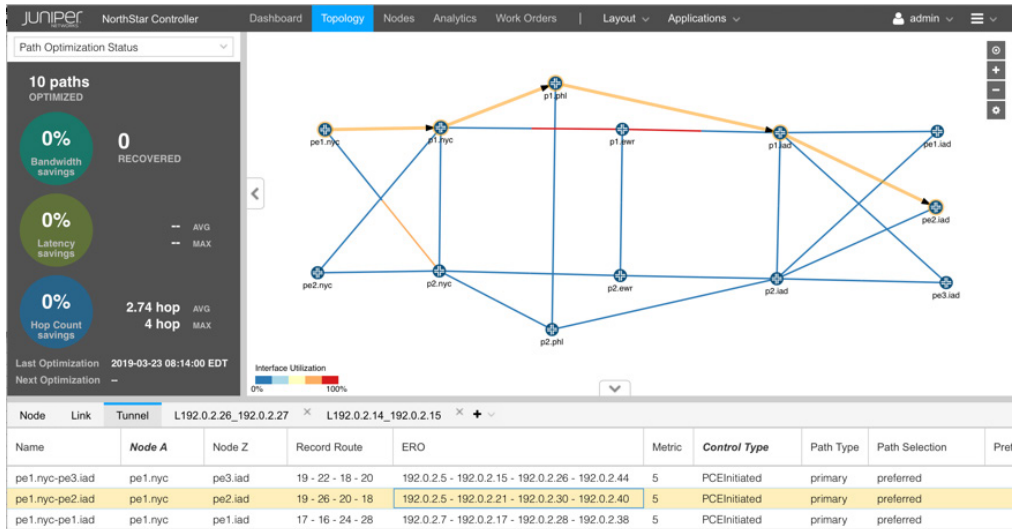 JUNIPER NETWORKS NorthStar Controller Dashboard Topology Nodes Analytics Work Orders | Layout Applications admin
Path Optimization Status
10 paths
OPTIMIZED
0%
Bandwidth
savings
0
RECOVERED
0%
Latency
savings
-- AVG
-- MAX
0%
Hop Count
savings
2.74 hop AVG
4 hop MAX
Last Optimization 2019-03-23 08:14:00 EDT
Next Optimization --
p1.phl
pe1.nyc
p1.nyc
p1.ewr
p1.iad
pe1.iad
pe2.iad
pe2.nyc
p2.nyc
p2.ewr
p2.iad
pe3.iad
p2.phl
Interface Utilization
0% 100%
Node Link Tunnel L192.0.2.26_192.0.2.27 × L192.0.2.14_192.0.2.15 × +
Name Node A Node Z Record Route ERO Metric Control Type Path Type Path Selection Pref
pe1.nyc-pe3.iad pe1.nyc pe3.iad 19 - 22 - 18 - 20 192.0.2.5 - 192.0.2.15 - 192.0.2.26 - 192.0.2.44 5 PCEInitiated primary preferred
pe1.nyc-pe2.iad pe1.nyc pe2.iad 19 - 26 - 20 - 18 192.0.2.5 - 192.0.2.21 - 192.0.2.30 - 192.0.2.40 5 PCEInitiated primary preferred
pe1.nyc-pe1.iad pe1.nyc pe1.iad 17 - 16 - 24 - 28 192.0.2.7 - 192.0.2.17 - 192.0.2.28 - 192.0.2.38 5 PCEInitiated primary preferred